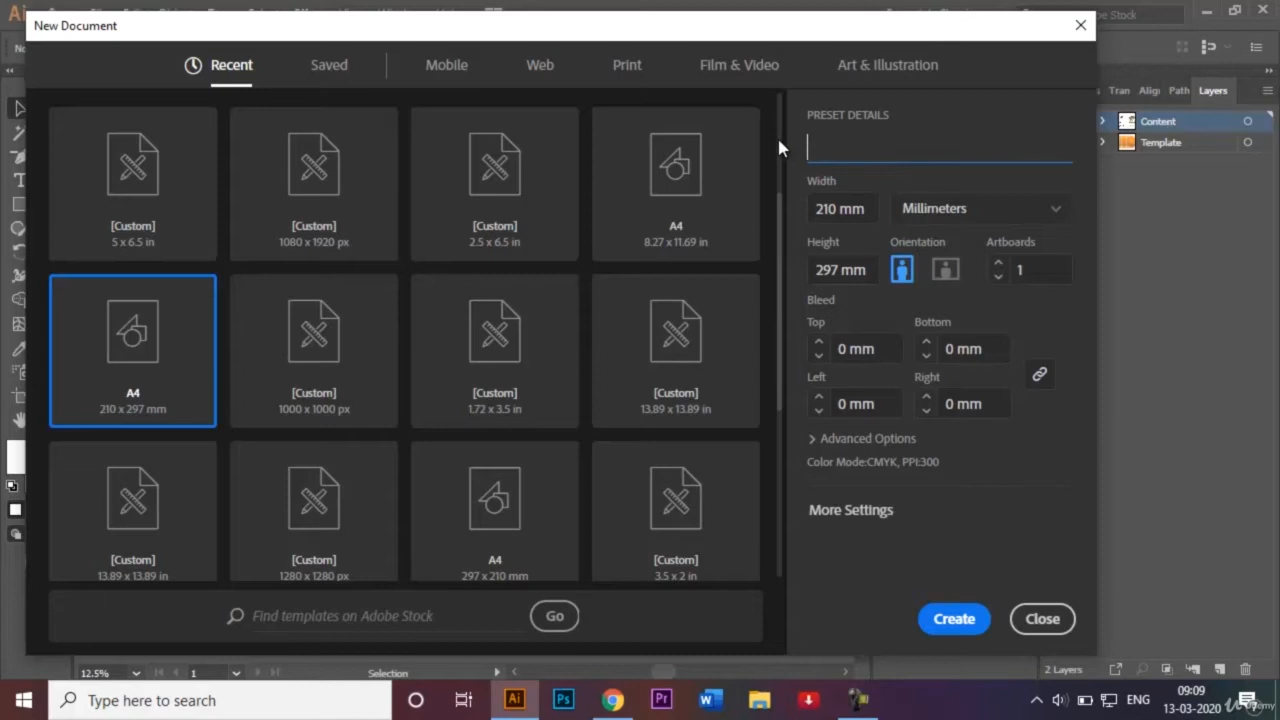 Ai
Adobe Stock
New Document
Recent
Saved
Mobile
Web
Print
Film & Video
Art & Illustration
[Custom]
5 x 6.5 in
[Custom]
1080 x 1920 px
[Custom]
2.5 x 6.5 in
A4
8.27 x 11.69 in
A4
210 x 297 mm
[Custom]
1000 x 1000 px
[Custom]
1.72 x 3.5 in
[Custom]
13.89 x 13.89 in
[Custom]
13.89 x 13.89 in
[Custom]
1280 x 1280 px
A4
297 x 210 mm
[Custom]
3.5 x 2 in
Find templates on Adobe Stock
Go
PRESET DETAILS
Width
210 mm
Millimeters
Height
Orientation
Artboards
297 mm
1
Bleed
Top
Bottom
0 mm
0 mm
Left
Right
0 mm
0 mm
Advanced Options
Color Mode:CMYK, PPI:300
More Settings
Create
Close
Tran
Align
Path
Layers
Content
Template
12.5%
1
Selection
2 Layers
Type here to search
Ai
Ps
Pr
W
ENG
09:09
13-03-2020
Udemy